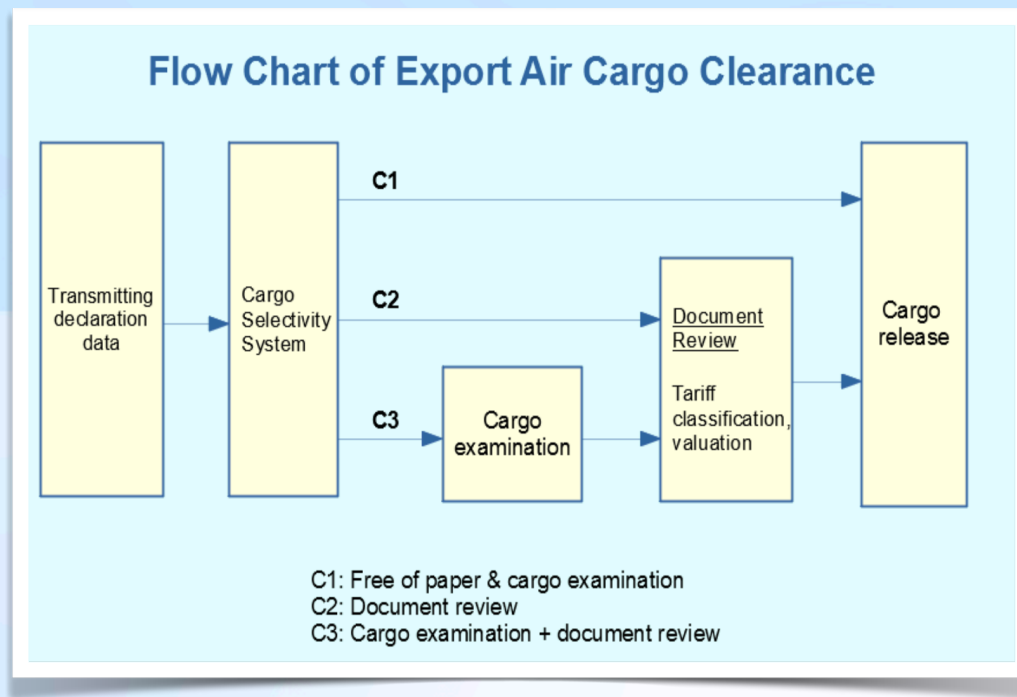 Flow Chart of Export Air Cargo Clearance
Transmitting
declaration
data
Cargo
Selectivity
System
C1
C2
C3
Cargo
examination
Document
Review
Tariff
classification,
valuation
Cargo
release
C1: Free of paper & cargo examination
C2: Document review
C3: Cargo examination + document review